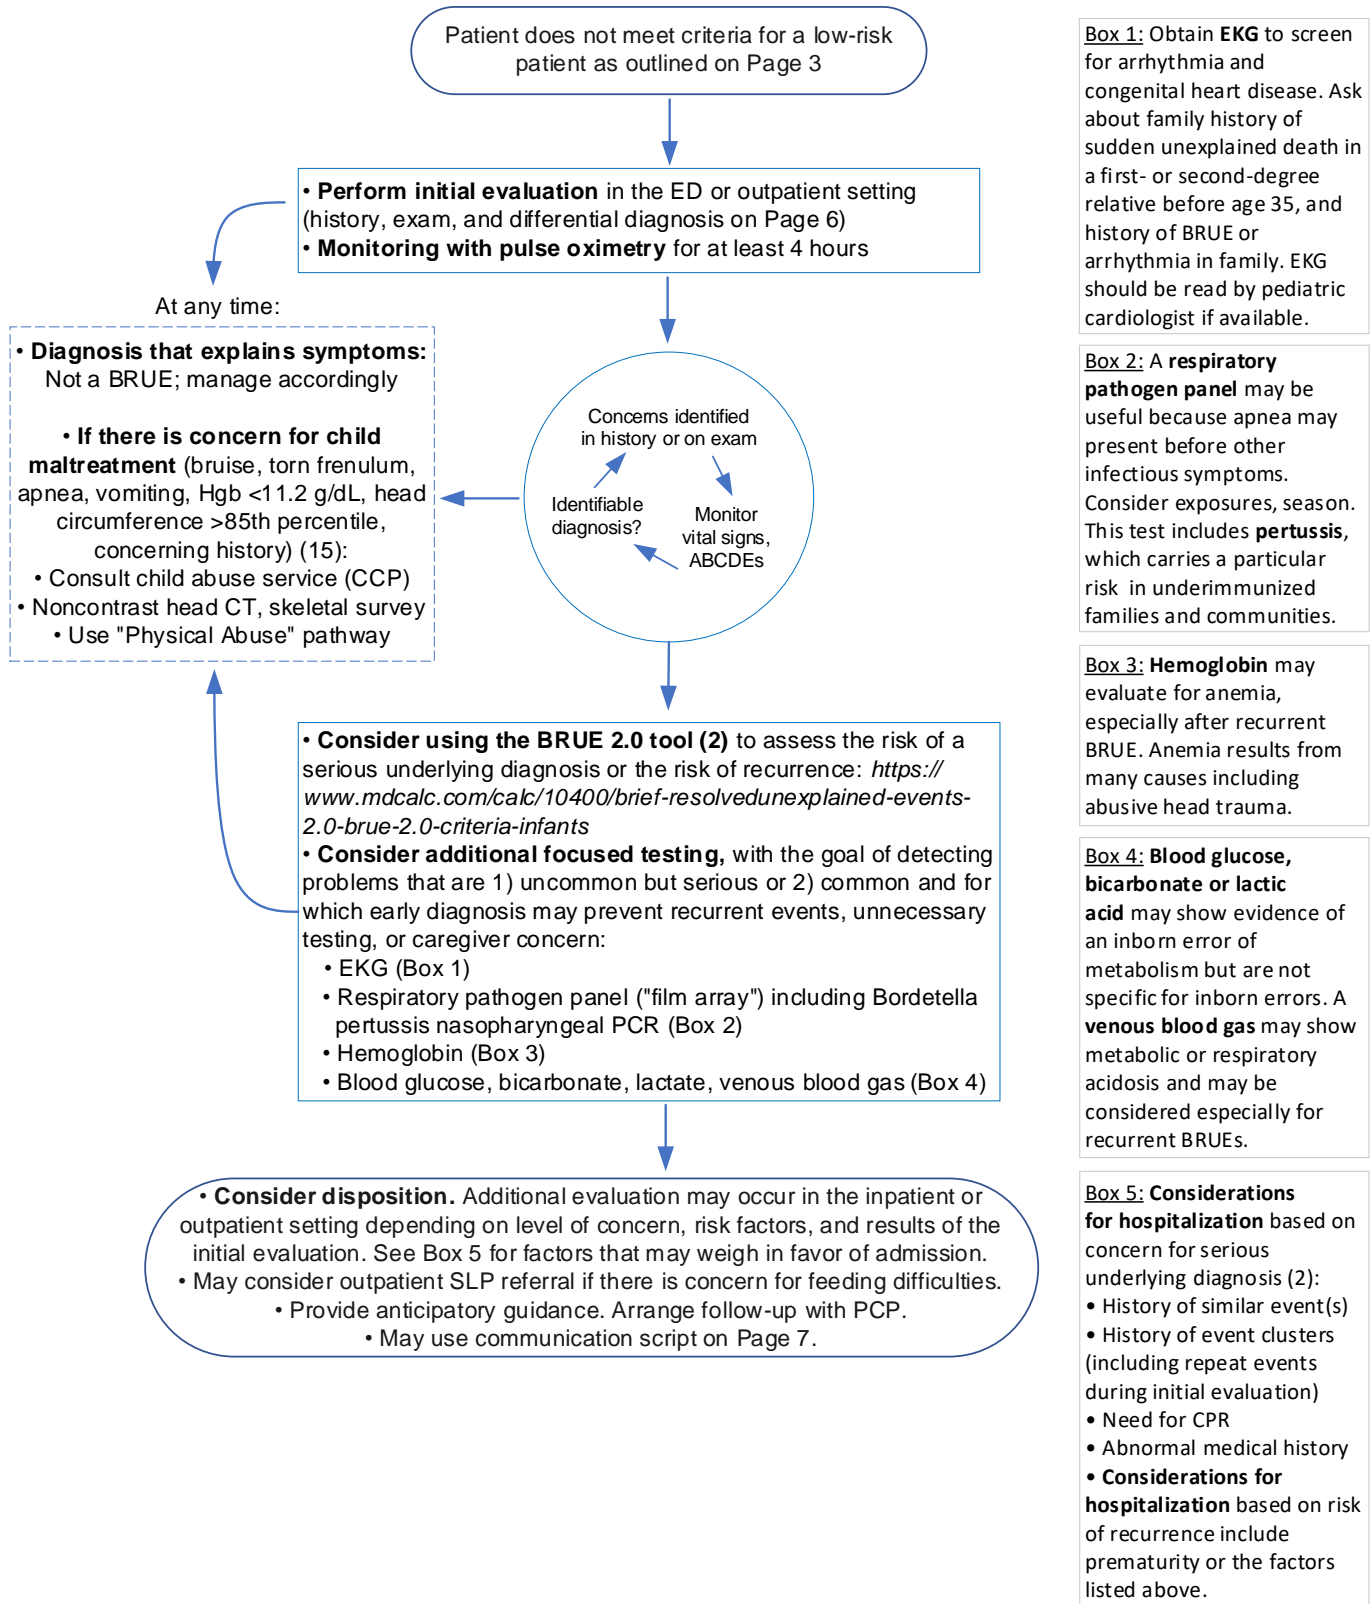 Patient does not meet criteria for a low-risk
patient as outlined on Page 3
• Perform initial evaluation in the ED or outpatient setting
(history, exam, and differential diagnosis on Page 6)
• Monitoring with pulse oximetry for at least 4 hours
At any time:
• Diagnosis that explains symptoms:
Not a BRUE; manage accordingly
• If there is concern for child
maltreatment (bruise, torn frenulum,
apnea, vomiting, Hgb <11.2 g/dL, head
circumference >85th percentile,
concerning history) (15):
• Consult child abuse service (CCP)
• Noncontrast head CT, skeletal survey
• Use "Physical Abuse" pathway
Concerns identified
in history or on exam
Monitor
vital signs,
ABCDEs
Identifiable
diagnosis?
• Consider using the BRUE 2.0 tool (2) to assess the risk of a
serious underlying diagnosis or the risk of recurrence: https://
www.mdcalc.com/calc/10400/brief-resolvedunexplained-events-
2.0-brue-2.0-criteria-infants
• Consider additional focused testing, with the goal of detecting
problems that are 1) uncommon but serious or 2) common and for
which early diagnosis may prevent recurrent events, unnecessary
testing, or caregiver concern:
• EKG (Box 1)
• Respiratory pathogen panel ("film array") including Bordetella
pertussis nasopharyngeal PCR (Box 2)
• Hemoglobin (Box 3)
• Blood glucose, bicarbonate, lactate, venous blood gas (Box 4)
• Consider disposition. Additional evaluation may occur in the inpatient or
outpatient setting depending on level of concern, risk factors, and results of the
initial evaluation. See Box 5 for factors that may weigh in favor of admission.
• May consider outpatient SLP referral if there is concern for feeding difficulties.
• Provide anticipatory guidance. Arrange follow-up with PCP.
• May use communication script on Page 7.
Box 1: Obtain EKG to screen
for arrhythmia and
congenital heart disease. Ask
about family history of
sudden unexplained death in
a first- or second-degree
relative before age 35, and
history of BRUE or
arrhythmia in family. EKG
should be read by pediatric
cardiologist if available.
Box 2: A respiratory
pathogen panel may be
useful because apnea may
present before other
infectious symptoms.
Consider exposures, season.
This test includes pertussis,
which carries a particular
risk in underimmunized
families and communities.
Box 3: Hemoglobin may
evaluate for anemia,
especially after recurrent
BRUE. Anemia results from
many causes including
abusive head trauma.
Box 4: Blood glucose,
bicarbonate or lactic
acid may show evidence of
an inborn error of
metabolism but are not
specific for inborn errors. A
venous blood gas may show
metabolic or respiratory
acidosis and may be
considered especially for
recurrent BRUEs.
Box 5: Considerations
for hospitalization based on
concern for serious
underlying diagnosis (2):
• History of similar event(s)
• History of event clusters
(including repeat events
during initial evaluation)
• Need for CPR
• Abnormal medical history
• Considerations for
hospitalization based on risk
of recurrence include
prematurity or the factors
listed above.